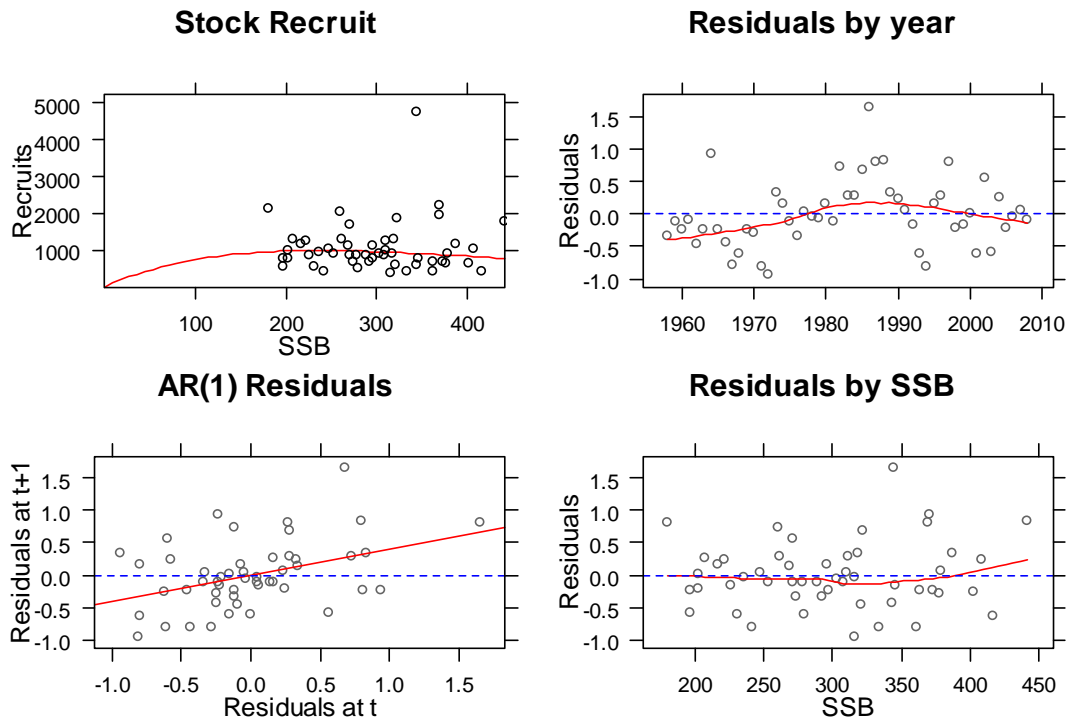 Stock Recruit
Recruits
5000
4000
3000
2000
1000
100 200 300 400
SSB
Residuals by year
Residuals
1.5
1.0
0.5
0.0
-0.5
-1.0
1960 1970 1980 1990 2000 2010
AR(1) Residuals
Residuals at t+1
1.5
1.0
0.5
0.0
-0.5
-1.0
-1.0 -0.5 0.0 0.5 1.0 1.5
Residuals at t
Residuals by SSB
Residuals
1.5
1.0
0.5
0.0
-0.5
-1.0
200 250 300 350 400 450
SSB